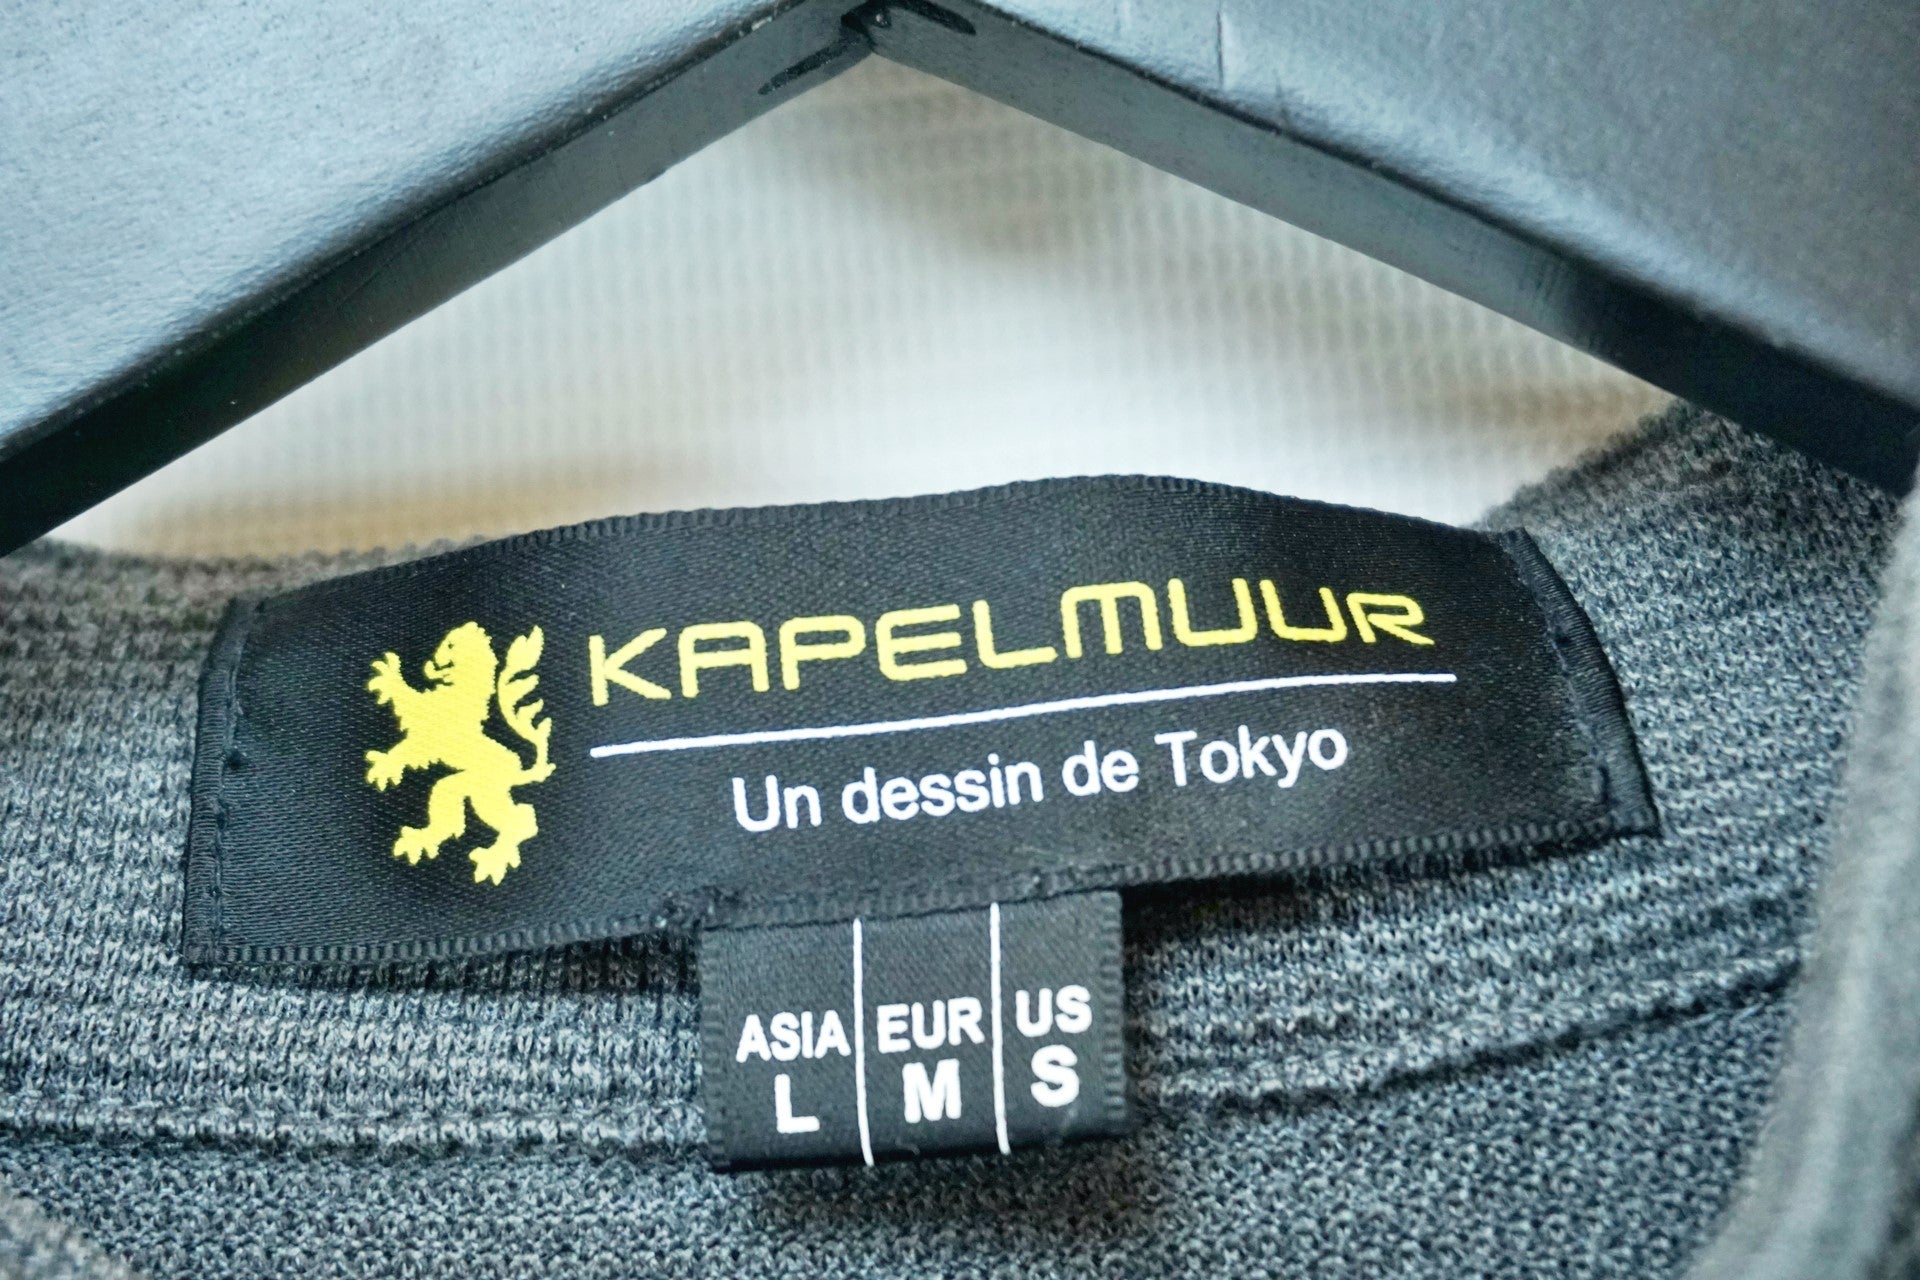 KAPELMUUR
Un dessin de Tokyo
ASIA EUR US
L M S